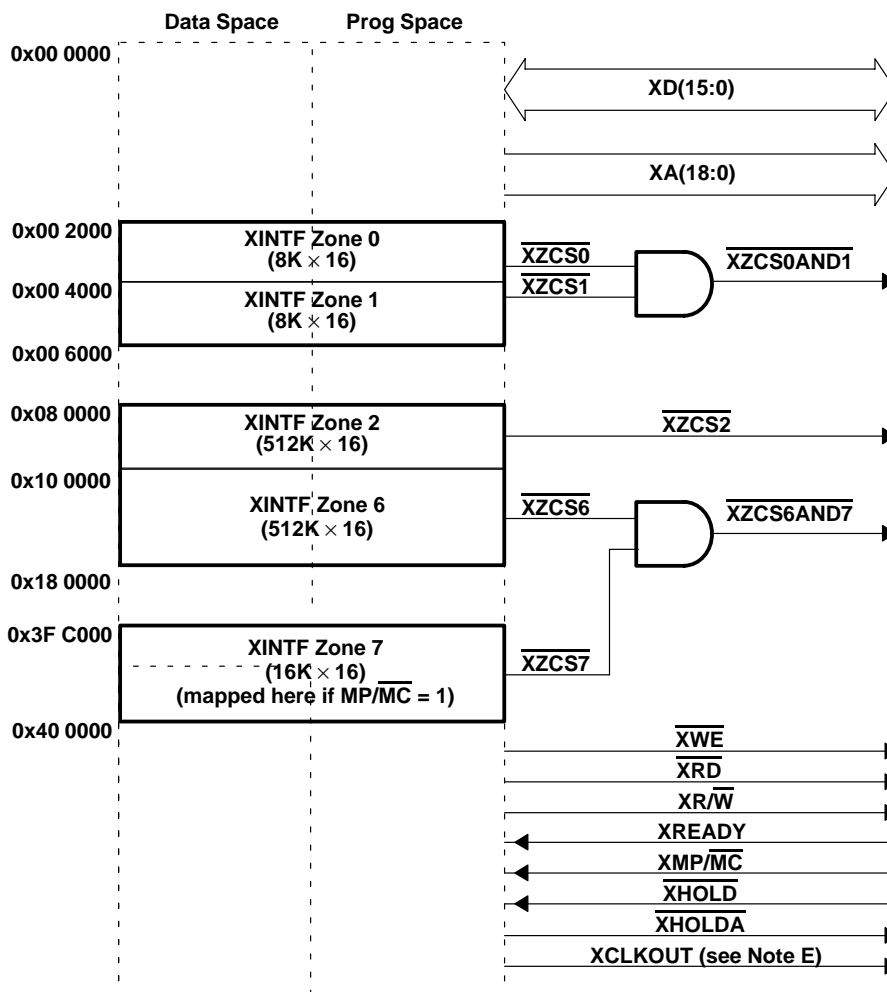 Data Space Prog Space
0x00 0000
XD(15:0)
XA(18:0)
0x00 2000
XINTF Zone 0
(8K × 16)
XZCS0
XZCS0AND1
0x00 4000
XZCS1
XINTF Zone 1
(8K × 16)
0x00 6000
0x08 0000
XINTF Zone 2
(512K × 16)
XZCS2
0x10 0000
XINTF Zone 6
(512K × 16)
XZCS6
XZCS6AND7
0x18 0000
0x3F C000
XINTF Zone 7
(16K × 16)
(mapped here if MP/MC = 1)
XZCS7
0x40 0000
XWE
XRD
XR/W
XREADY
XMP/MC
XHOLD
XHOLDA
XCLKOUT (see Note E)